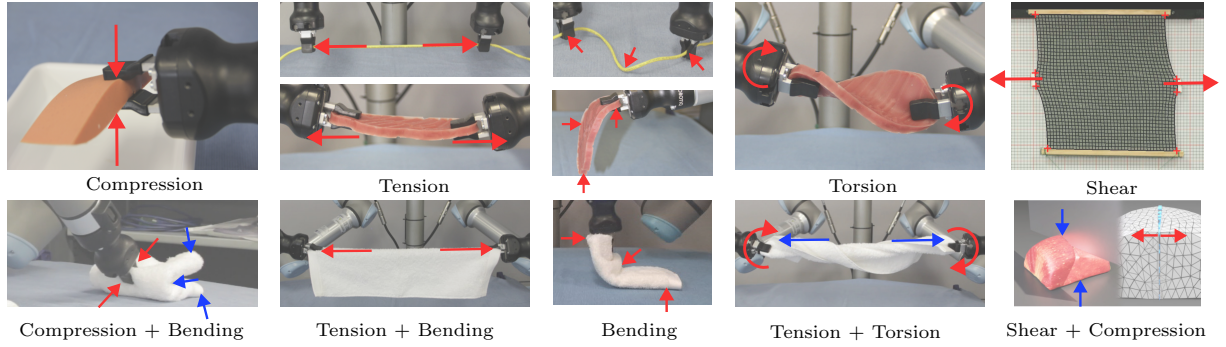 Compression
Tension
Torsion
Shear
Compression + Bending
Tension + Bending
Bending
Tension + Torsion
Shear + Compression